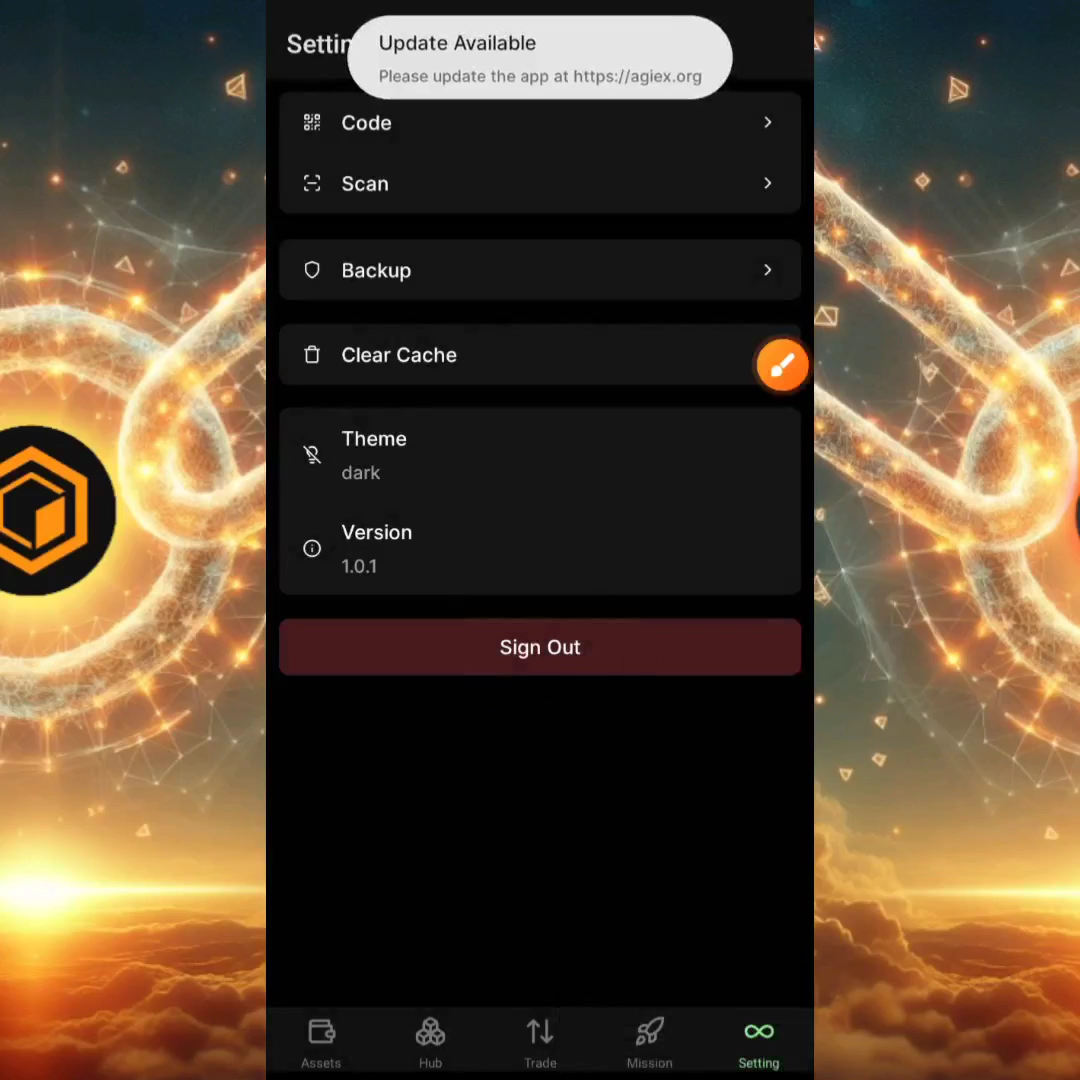 Settin
Update Available
Please update the app at https://agiex.org
Code
Scan
Backup
Clear Cache
Theme
dark
Version
1.0.1
Sign Out
Assets
Hub
Trade
Mission
Setting